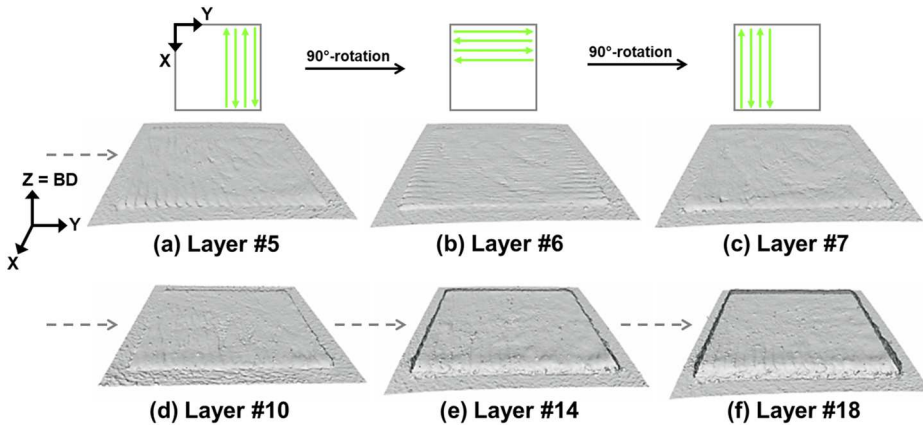 Y
X
90°-rotation
90°-rotation
Z = BD
Y
X
(a) Layer #5
(b) Layer #6
(c) Layer #7
(d) Layer #10
(e) Layer #14
(f) Layer #18